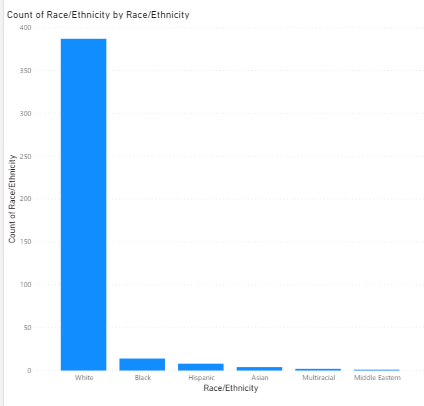 Count of Race/Ethnicity by Race/Ethnicity
400
350
300
250
200
150
100
50
0
Count of Race/Ethnicity
White Black Hispanic Asian Multiracial Middle Eastern
Race/Ethnicity